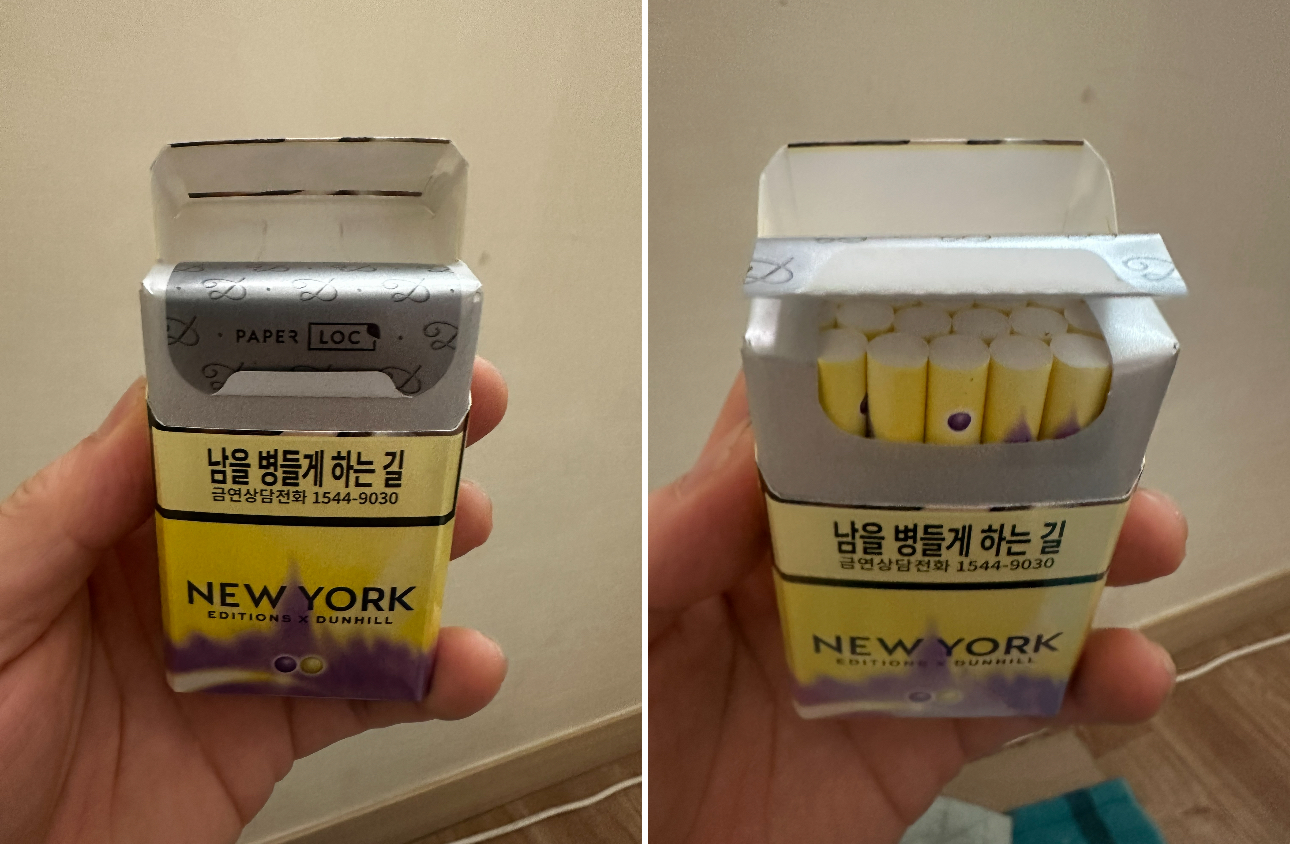 PAPER LOC
남을 병들게 하는 길
금연상담전화 1544-9030
NEW YORK
EDITIONS X DUNHILL
남을 병들게 하는 길
금연상담전화 1544-9030
NEW YORK
EDITIONS X DUNHILL